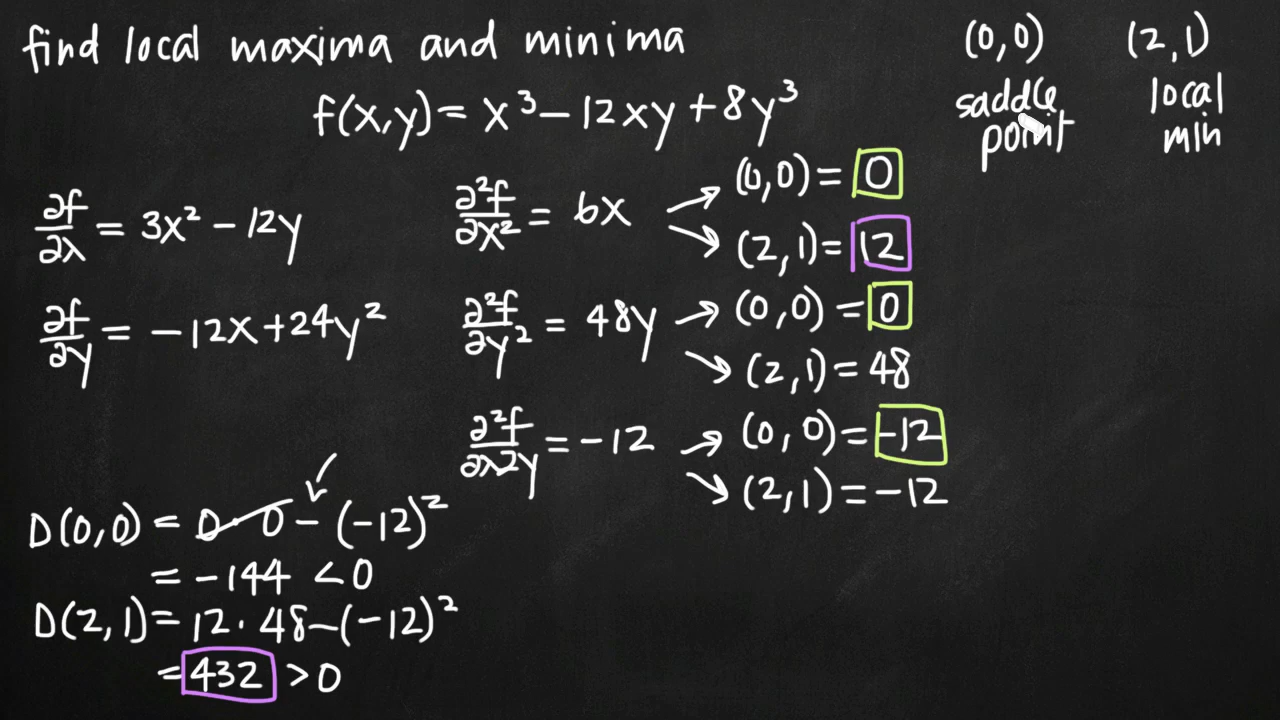 find local maxima and minima
f(x,y) = x³ − 12xy + 8y³
(0,0) saddle point
(2,1) local min
∂f/∂x = 3x² − 12y
∂f/∂y = −12x + 24y²
∂²f/∂x² = 6x
(0,0) = 0
(2,1) = 12
∂²f/∂y² = 48y
(0,0) = 0
(2,1) = 48
∂²f/∂x∂y = −12
(0,0) = −12
(2,1) = −12
D(0,0) = 0·0 − (−12)²
= −144 < 0
D(2,1) = 12·48 − (−12)²
= 432 > 0